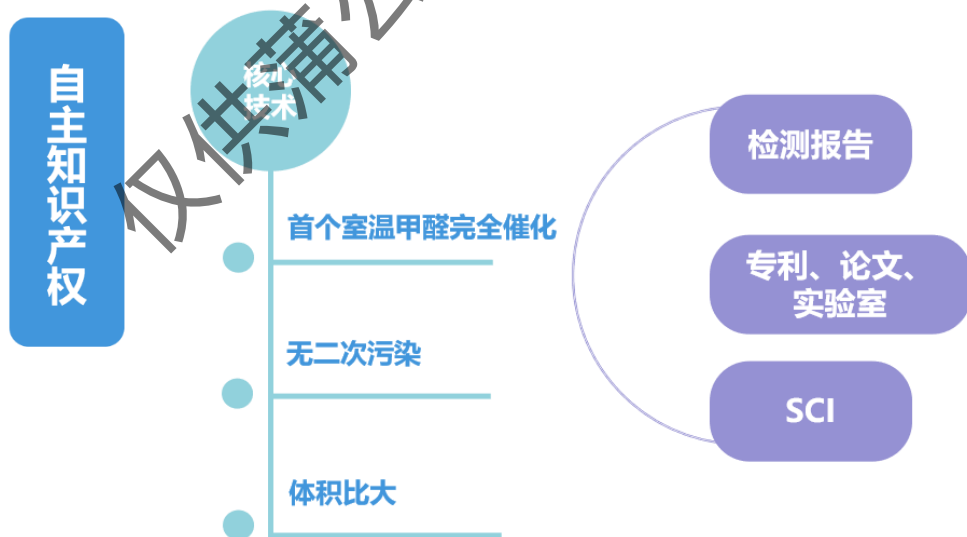 自主知识产权
核心
技术
仅供蒲公
首个室温甲醛完全催化
无二次污染
体积比大
检测报告
专利、论文、
实验室
SCI